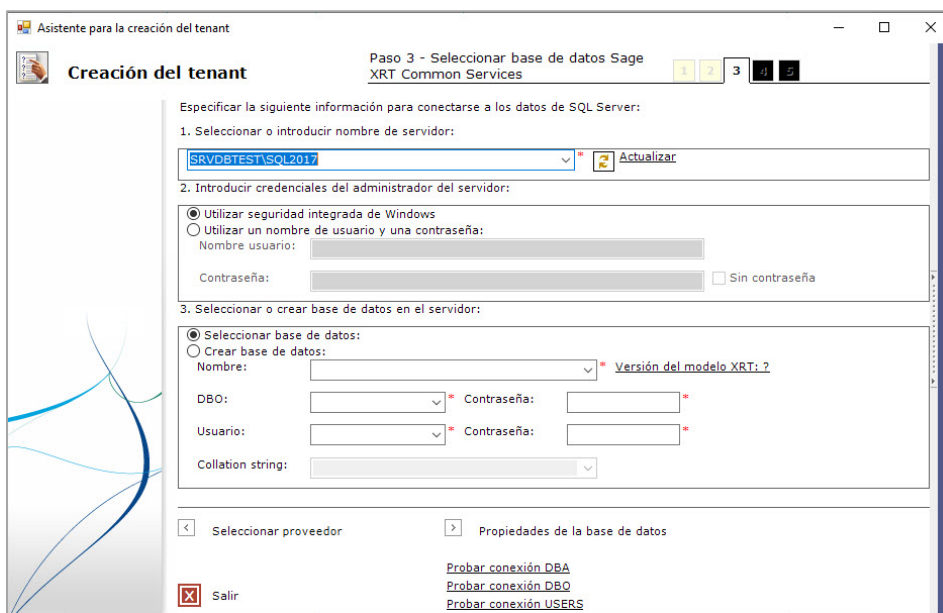 Asistente para la creación del tenant
Creación del tenant
Paso 3 - Seleccionar base de datos Sage
XRT Common Services
1 2 3 4 5
Especificar la siguiente información para conectarse a los datos de SQL Server:
1. Seleccionar o introducir nombre de servidor:
SRVDBTEST\SQL2017 * Actualizar
2. Introducir credenciales del administrador del servidor:
Utilizar seguridad integrada de Windows
Utilizar un nombre de usuario y una contraseña:
Nombre usuario:
Contraseña: Sin contraseña
3. Seleccionar o crear base de datos en el servidor:
Seleccionar base de datos:
Crear base de datos:
Nombre: * Versión del modelo XRT: ?
DBO: * Contraseña: *
Usuario: * Contraseña: *
Collation string:
< Seleccionar proveedor > Propiedades de la base de datos
Probar conexión DBA
Probar conexión DBO
X Salir
Probar conexión USERS